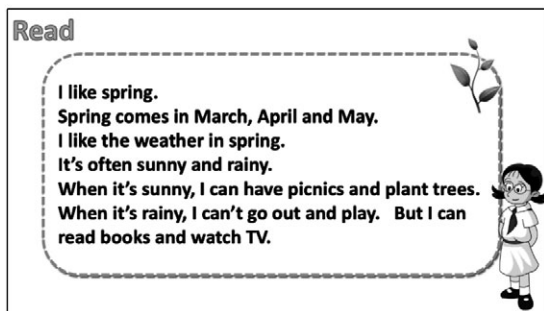 Read
I like spring.
Spring comes in March, April and May.
I like the weather in spring.
It's often sunny and rainy.
When it's sunny, I can have picnics and plant trees.
When it's rainy, I can't go out and play.   But I can
read books and watch TV.